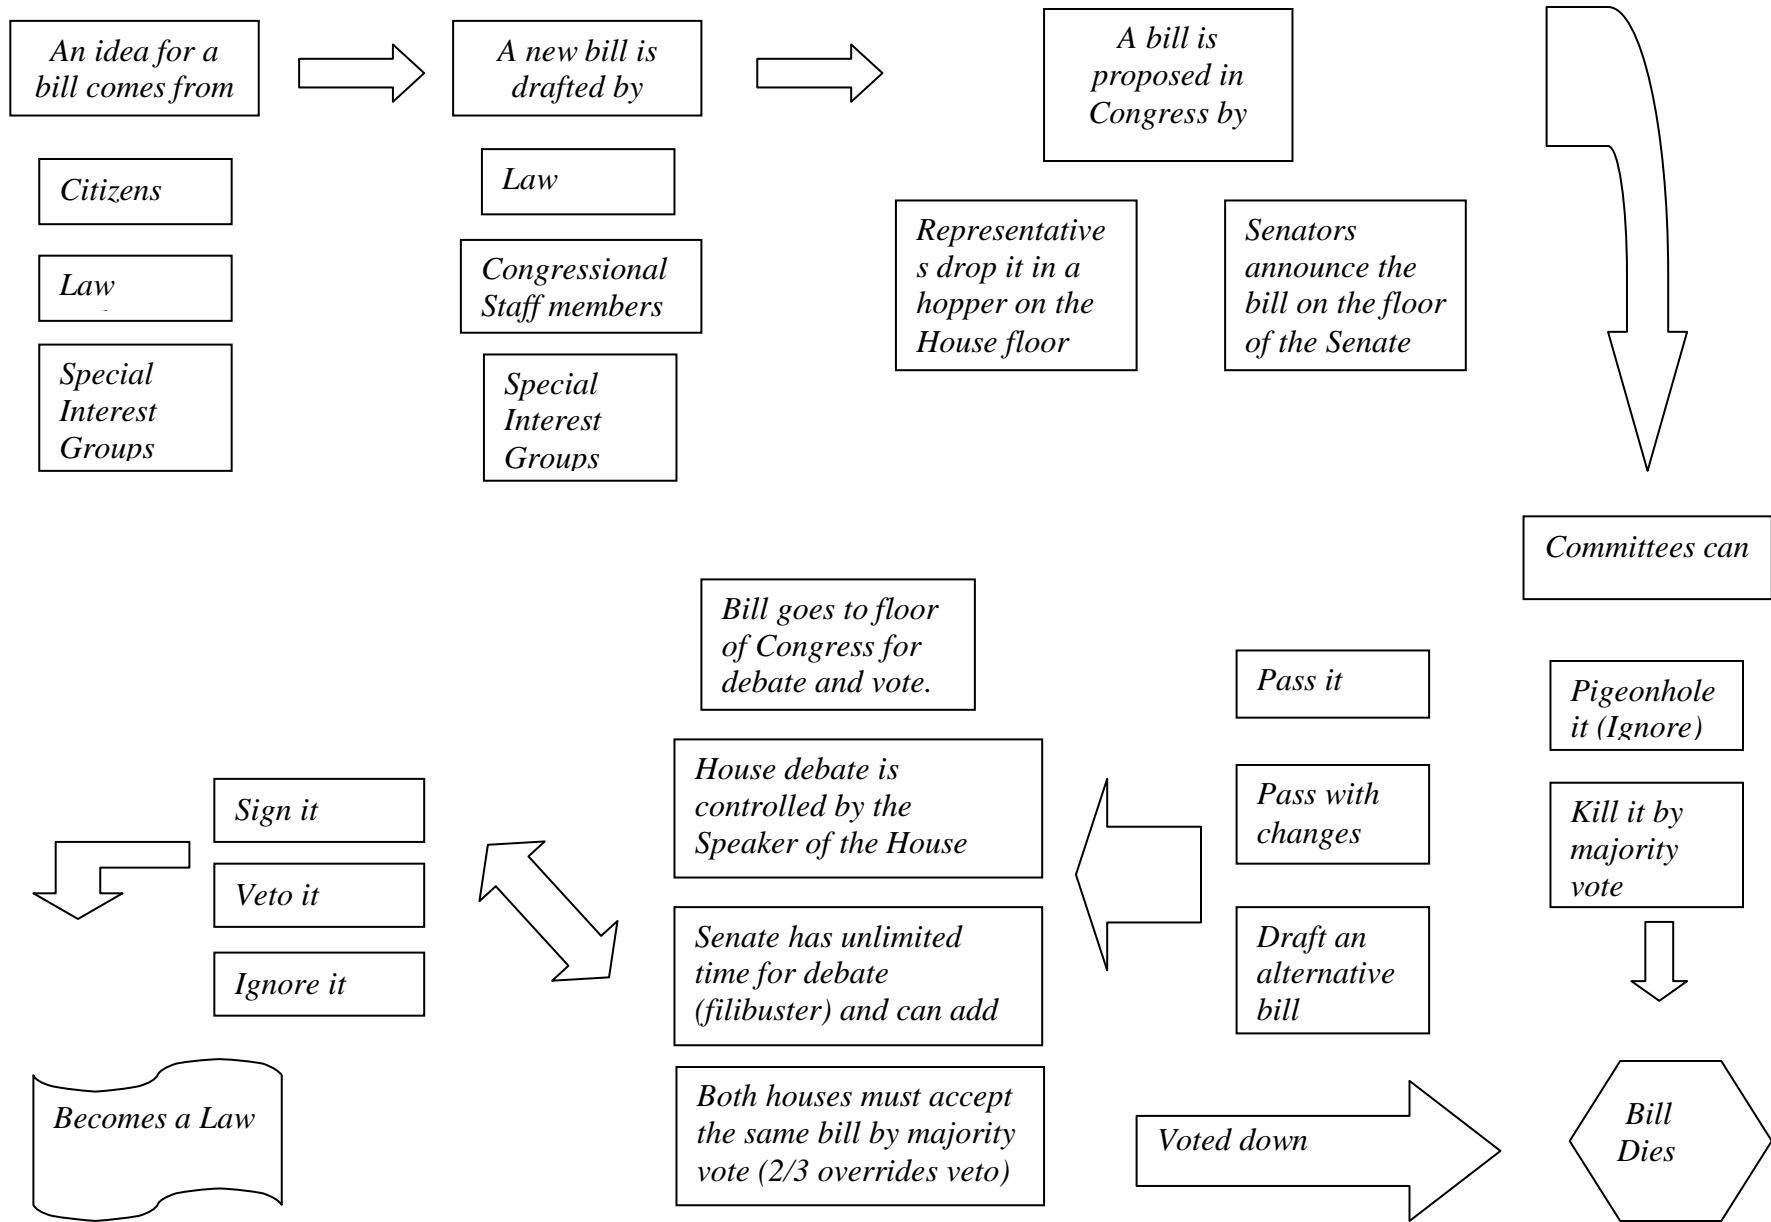 An idea for a
bill comes from
Citizens
Law
Special
Interest
Groups
A new bill is
drafted by
Law
Congressional
Staff members
Special
Interest
Groups
A bill is
proposed in
Congress by
Representative
s drop it in a
hopper on the
House floor
Senators
announce the
bill on the floor
of the Senate
Committees can
Pigeonhole
it (Ignore)
Kill it by
majority
vote
Pass it
Pass with
changes
Draft an
alternative
bill
Bill goes to floor
of Congress for
debate and vote.
House debate is
controlled by the
Speaker of the House
Senate has unlimited
time for debate
(filibuster) and can add
Both houses must accept
the same bill by majority
vote (2/3 overrides veto)
Voted down
Bill
Dies
Sign it
Veto it
Ignore it
Becomes a Law